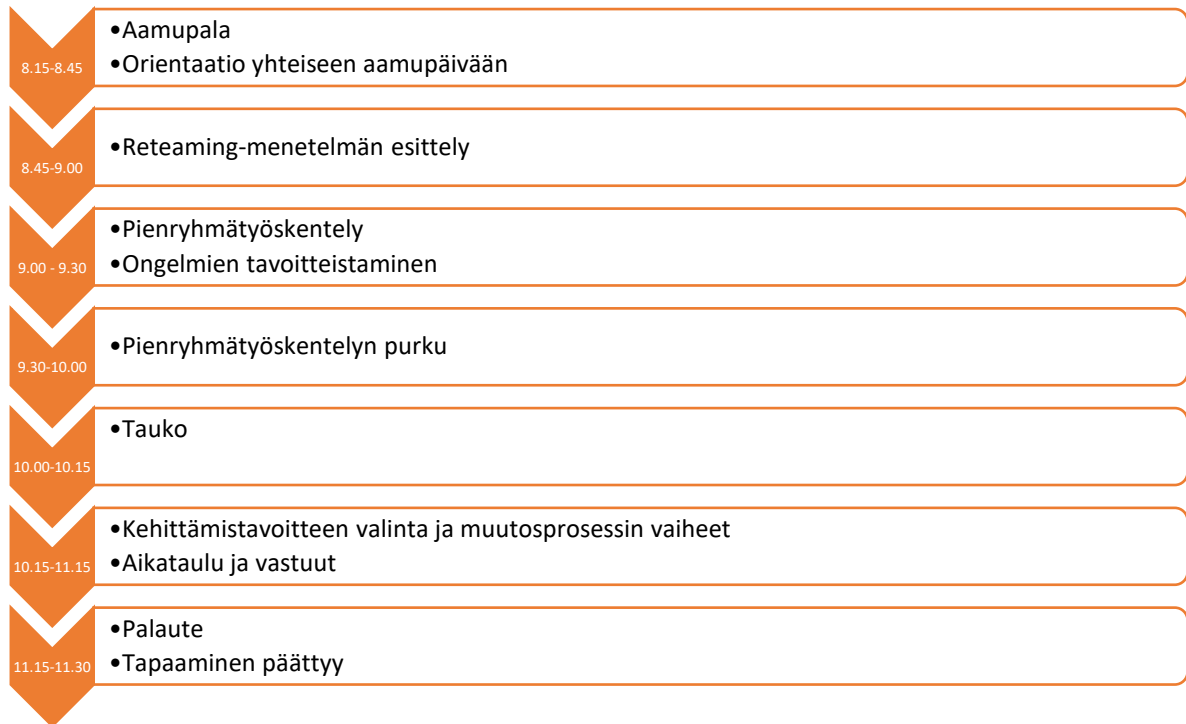 8.15-8.45
•Aamupala
•Orientaatio yhteiseen aamupäivään
8.45-9.00
•Reteaming-menetelmän esittely
9.00 - 9.30
•Pienryhmätyöskentely
•Ongelmien tavoitteistaminen
9.30-10.00
•Pienryhmätyöskentelyn purku
10.00-10.15
•Tauko
10.15-11.15
•Kehittämistavoitteen valinta ja muutosprosessin vaiheet
•Aikataulu ja vastuut
11.15-11.30
•Palaute
•Tapaaminen päättyy